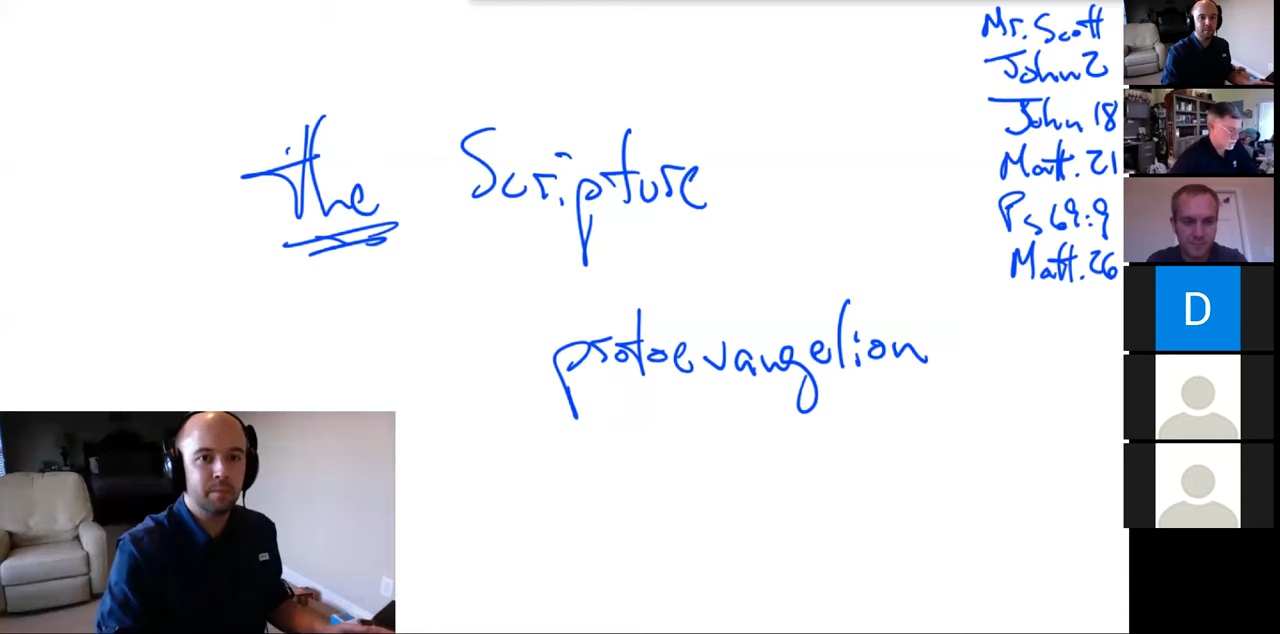 the Scripture
protoevangelion
Mr. Scott
John 2
John 18
Matt. 21
Ps 69:9
Matt. 26
D